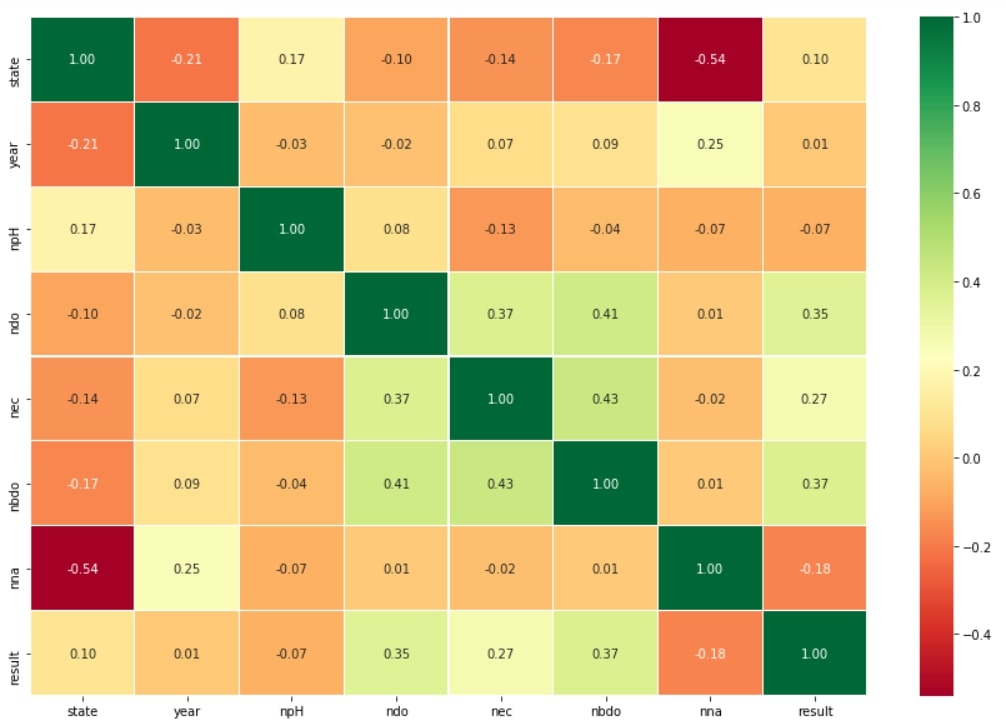 state 1.00 -0.21 0.17 -0.10 -0.14 -0.17 -0.54 0.10
year -0.21 1.00 -0.03 -0.02 0.07 0.09 0.25 0.01
npH 0.17 -0.03 1.00 0.08 -0.13 -0.04 -0.07 -0.07
ndo -0.10 -0.02 0.08 1.00 0.37 0.41 0.01 0.35
nec -0.14 0.07 -0.13 0.37 1.00 0.43 -0.02 0.27
nbdo -0.17 0.09 -0.04 0.41 0.43 1.00 0.01 0.37
nna -0.54 0.25 -0.07 0.01 -0.02 0.01 1.00 -0.18
result 0.10 0.01 -0.07 0.35 0.27 0.37 -0.18 1.00
state year npH ndo nec nbdo nna result
1.0
0.8
0.6
0.4
0.2
0.0
−0.2
−0.4